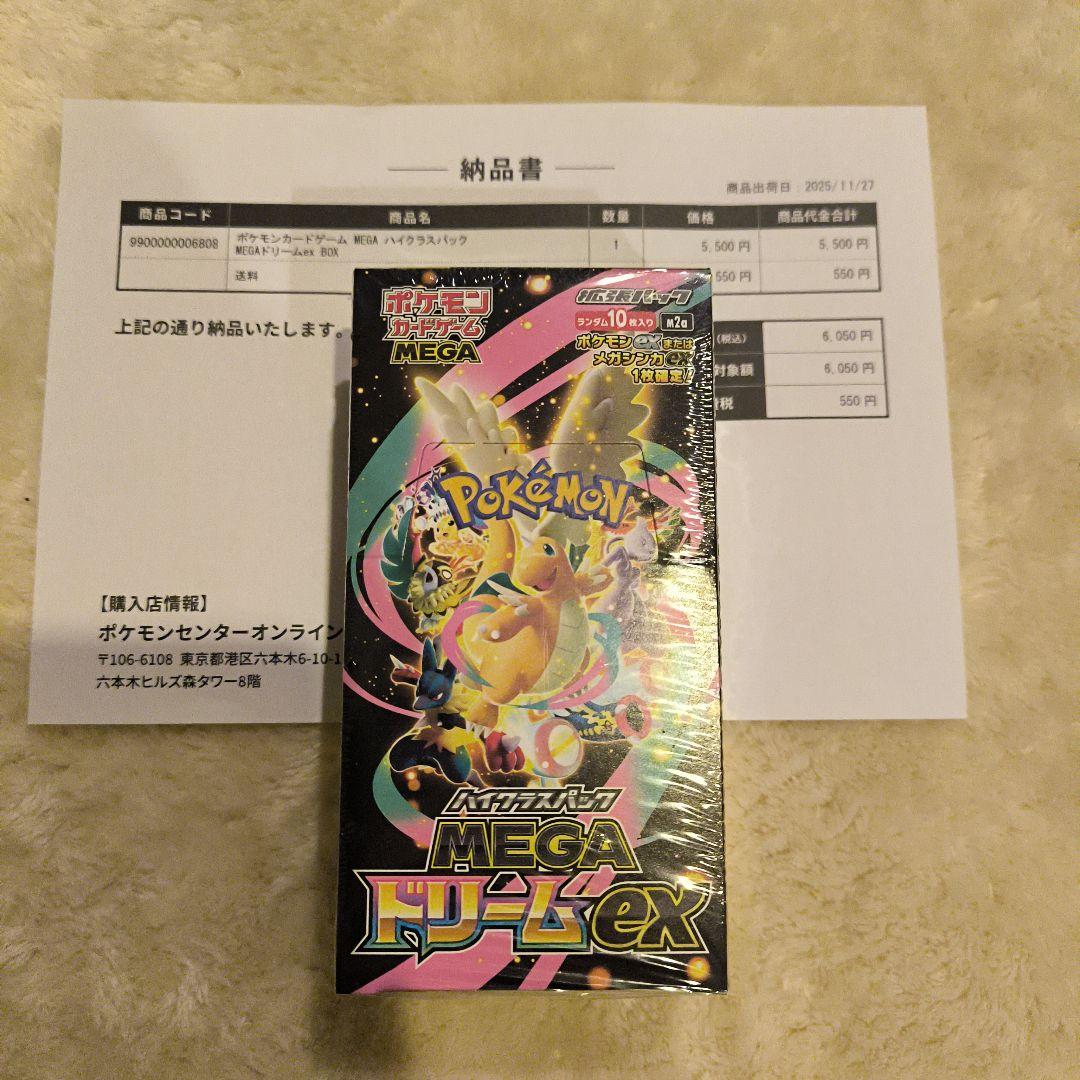 納品書
商品出荷日：2025/11/27
商品コード 商品名 数量 価格 商品代金合計
9900000006808 ポケモンカードゲーム MEGA ハイクラスパック 1 5,500 円 5,500 円
MEGAドリームex BOX
送料 550 円 550 円
上記の通り納品いたします。
(税込) 6,050 円
対象額 6,050 円
税 550 円
【購入店情報】
ポケモンセンターオンライン
〒106-6108 東京都港区六本木6-10-1
六本木ヒルズ森タワー8階
ポケモン
カードゲーム
MEGA
拡張パック
ランダム10枚入り m2a
ポケモンexまたは
メガシンカex
1枚確定!!
POKéMON
ハイクラスパック
MEGA
ドリームex